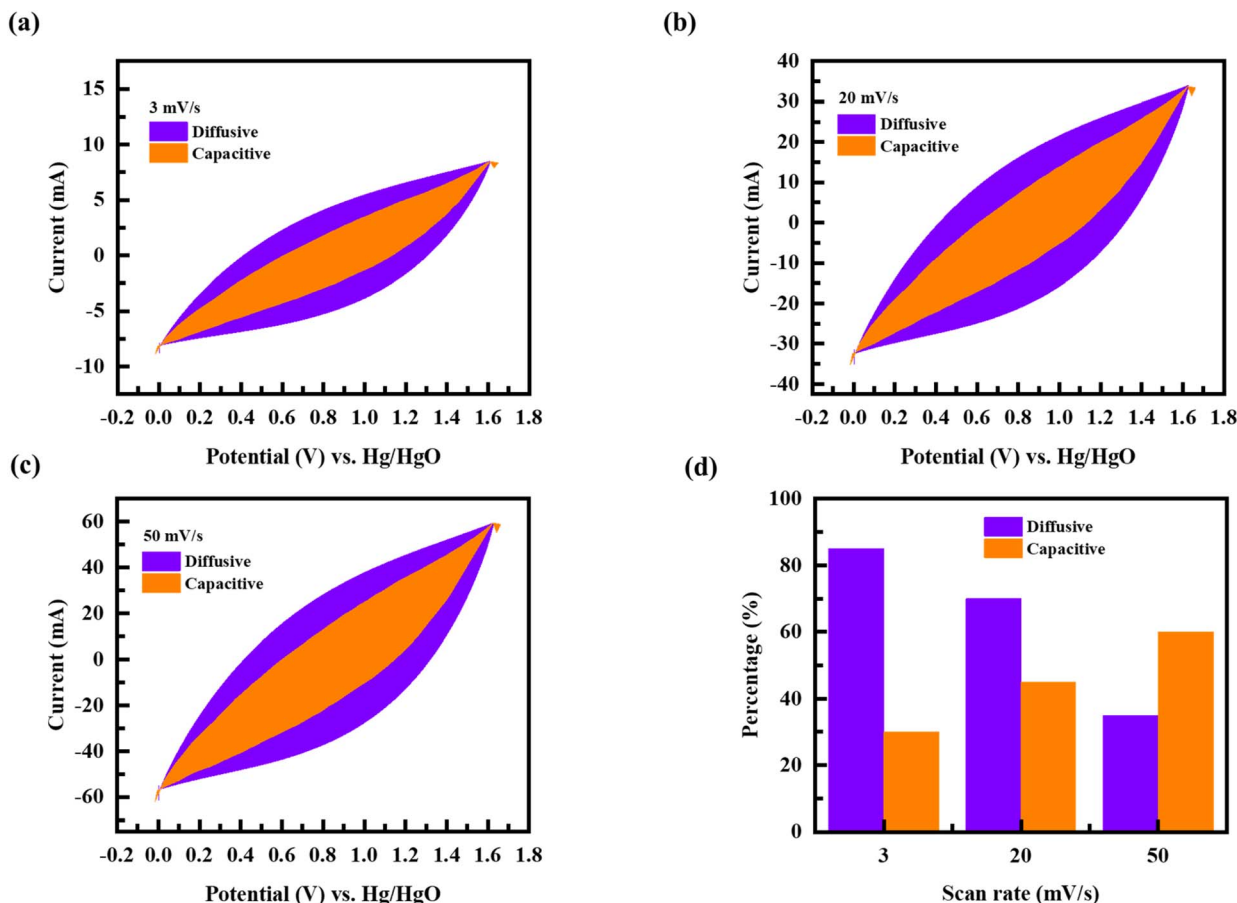 (a)
3 mV/s
Diffusive
Capacitive
Current (mA)
15
10
5
0
-5
-10
-0.2 0.0 0.2 0.4 0.6 0.8 1.0 1.2 1.4 1.6 1.8
Potential (V) vs. Hg/HgO
(b)
20 mV/s
Diffusive
Capacitive
Current (mA)
40
30
20
10
0
-10
-20
-30
-40
-0.2 0.0 0.2 0.4 0.6 0.8 1.0 1.2 1.4 1.6 1.8
Potential (V) vs. Hg/HgO
(c)
50 mV/s
Diffusive
Capacitive
Current (mA)
60
40
20
0
-20
-40
-60
-0.2 0.0 0.2 0.4 0.6 0.8 1.0 1.2 1.4 1.6 1.8
Potential (V) vs. Hg/HgO
(d)
Diffusive
Capacitive
Percentage (%)
100
80
60
40
20
0
3 20 50
Scan rate (mV/s)